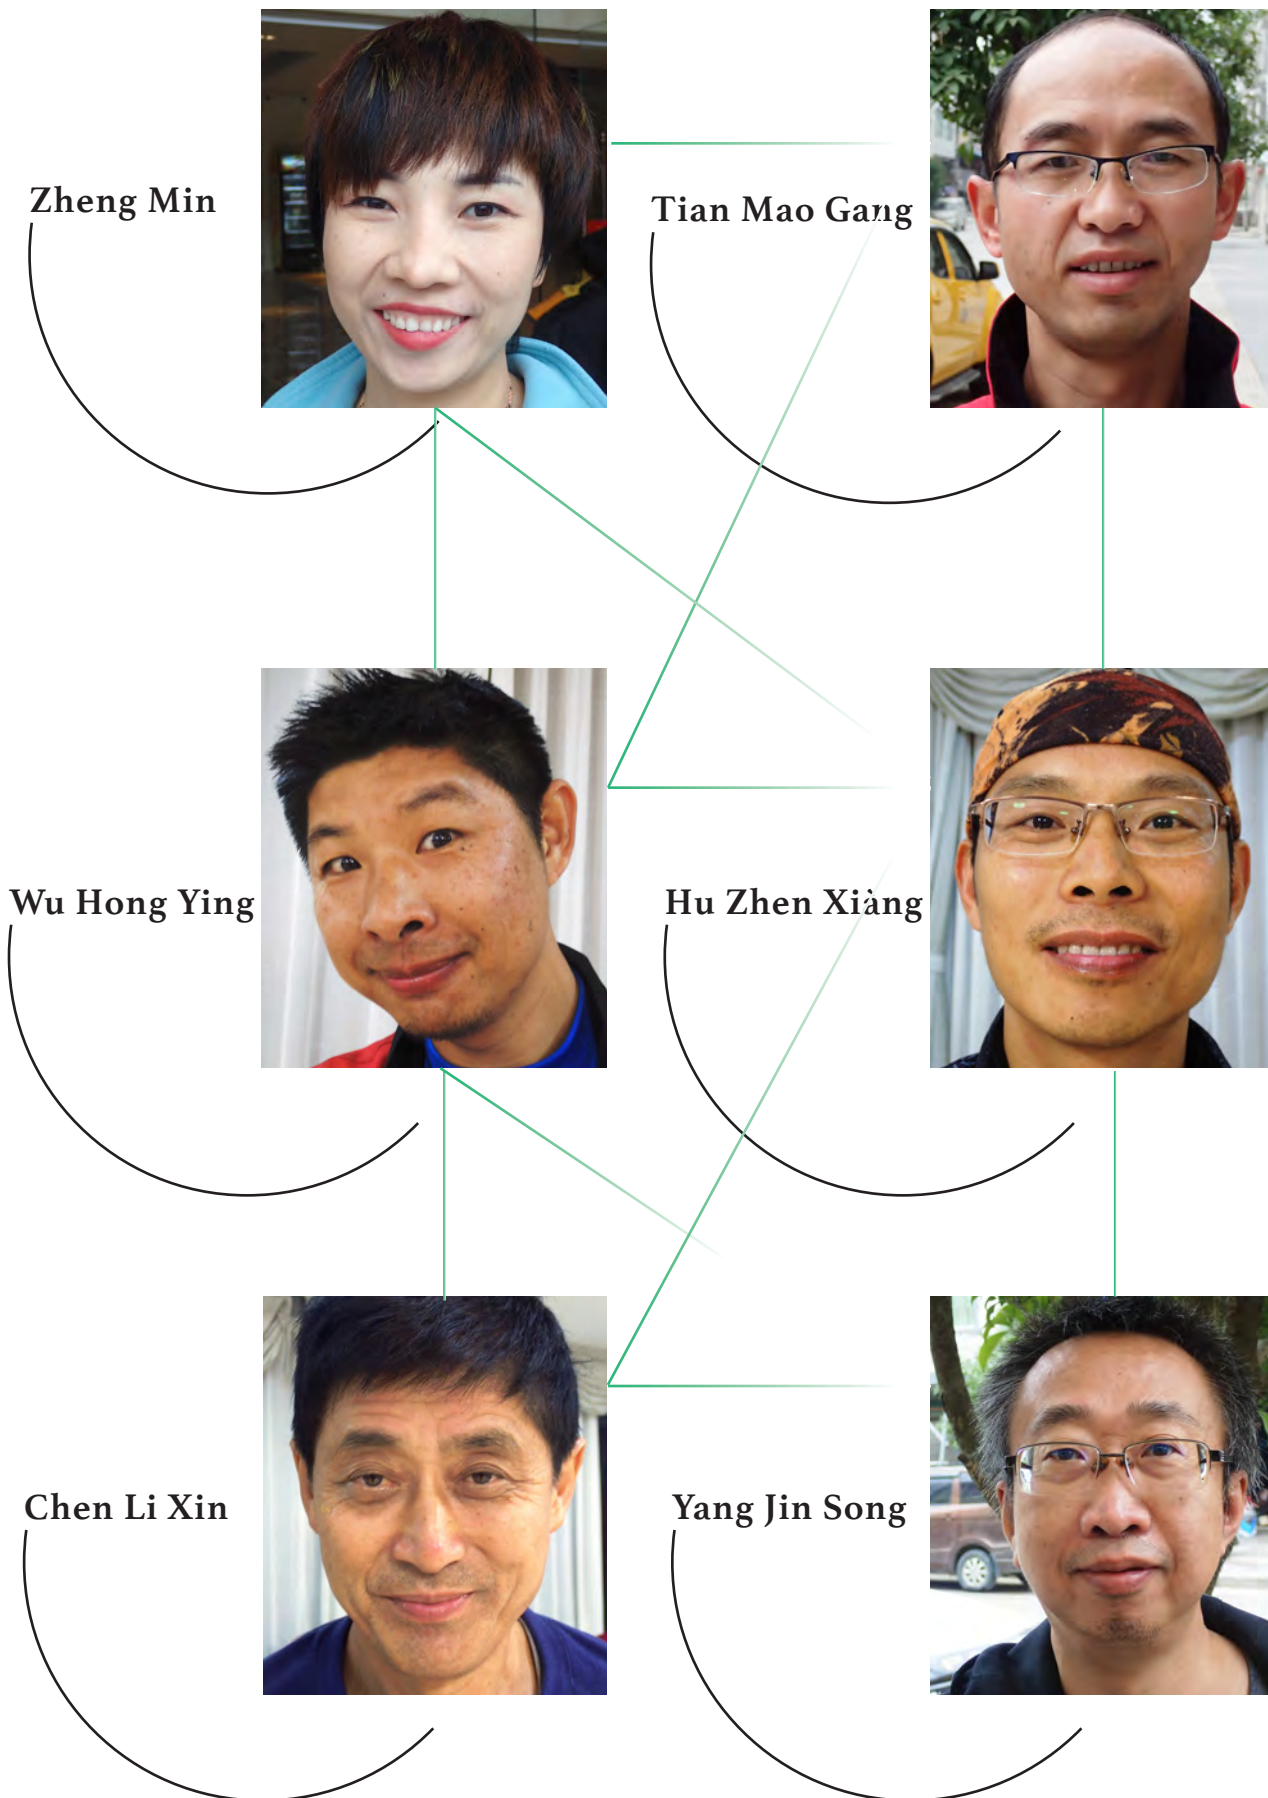 Zheng Min
Tian Mao Gang
Wu Hong Ying
Hu Zhen Xiang
Chen Li Xin
Yang Jin Song